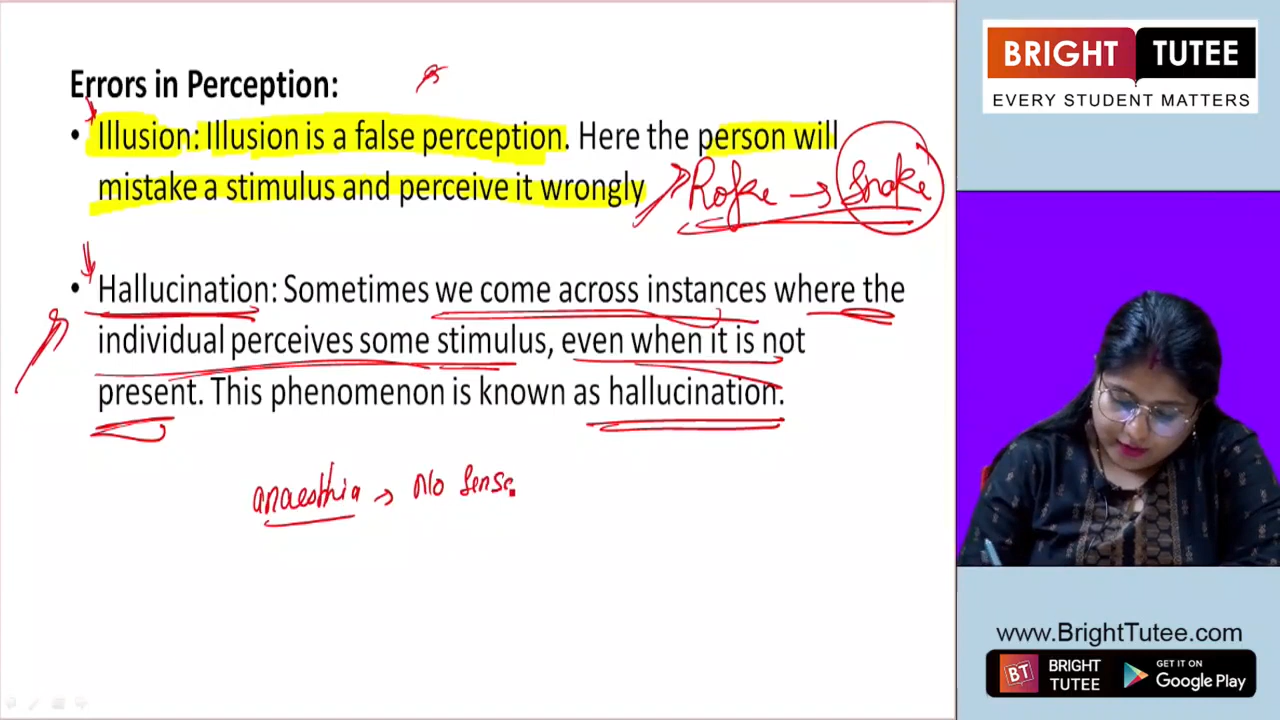 Errors in Perception:
• Illusion: Illusion is a false perception. Here the person will
mistake a stimulus and perceive it wrongly
Rope → Snake
• Hallucination: Sometimes we come across instances where the
individual perceives some stimulus, even when it is not
present. This phenomenon is known as hallucination.
anaesthia → No Sense
BRIGHT TUTEE
EVERY STUDENT MATTERS
www.BrightTutee.com
BT BRIGHT TUTEE
GET IT ON Google Play